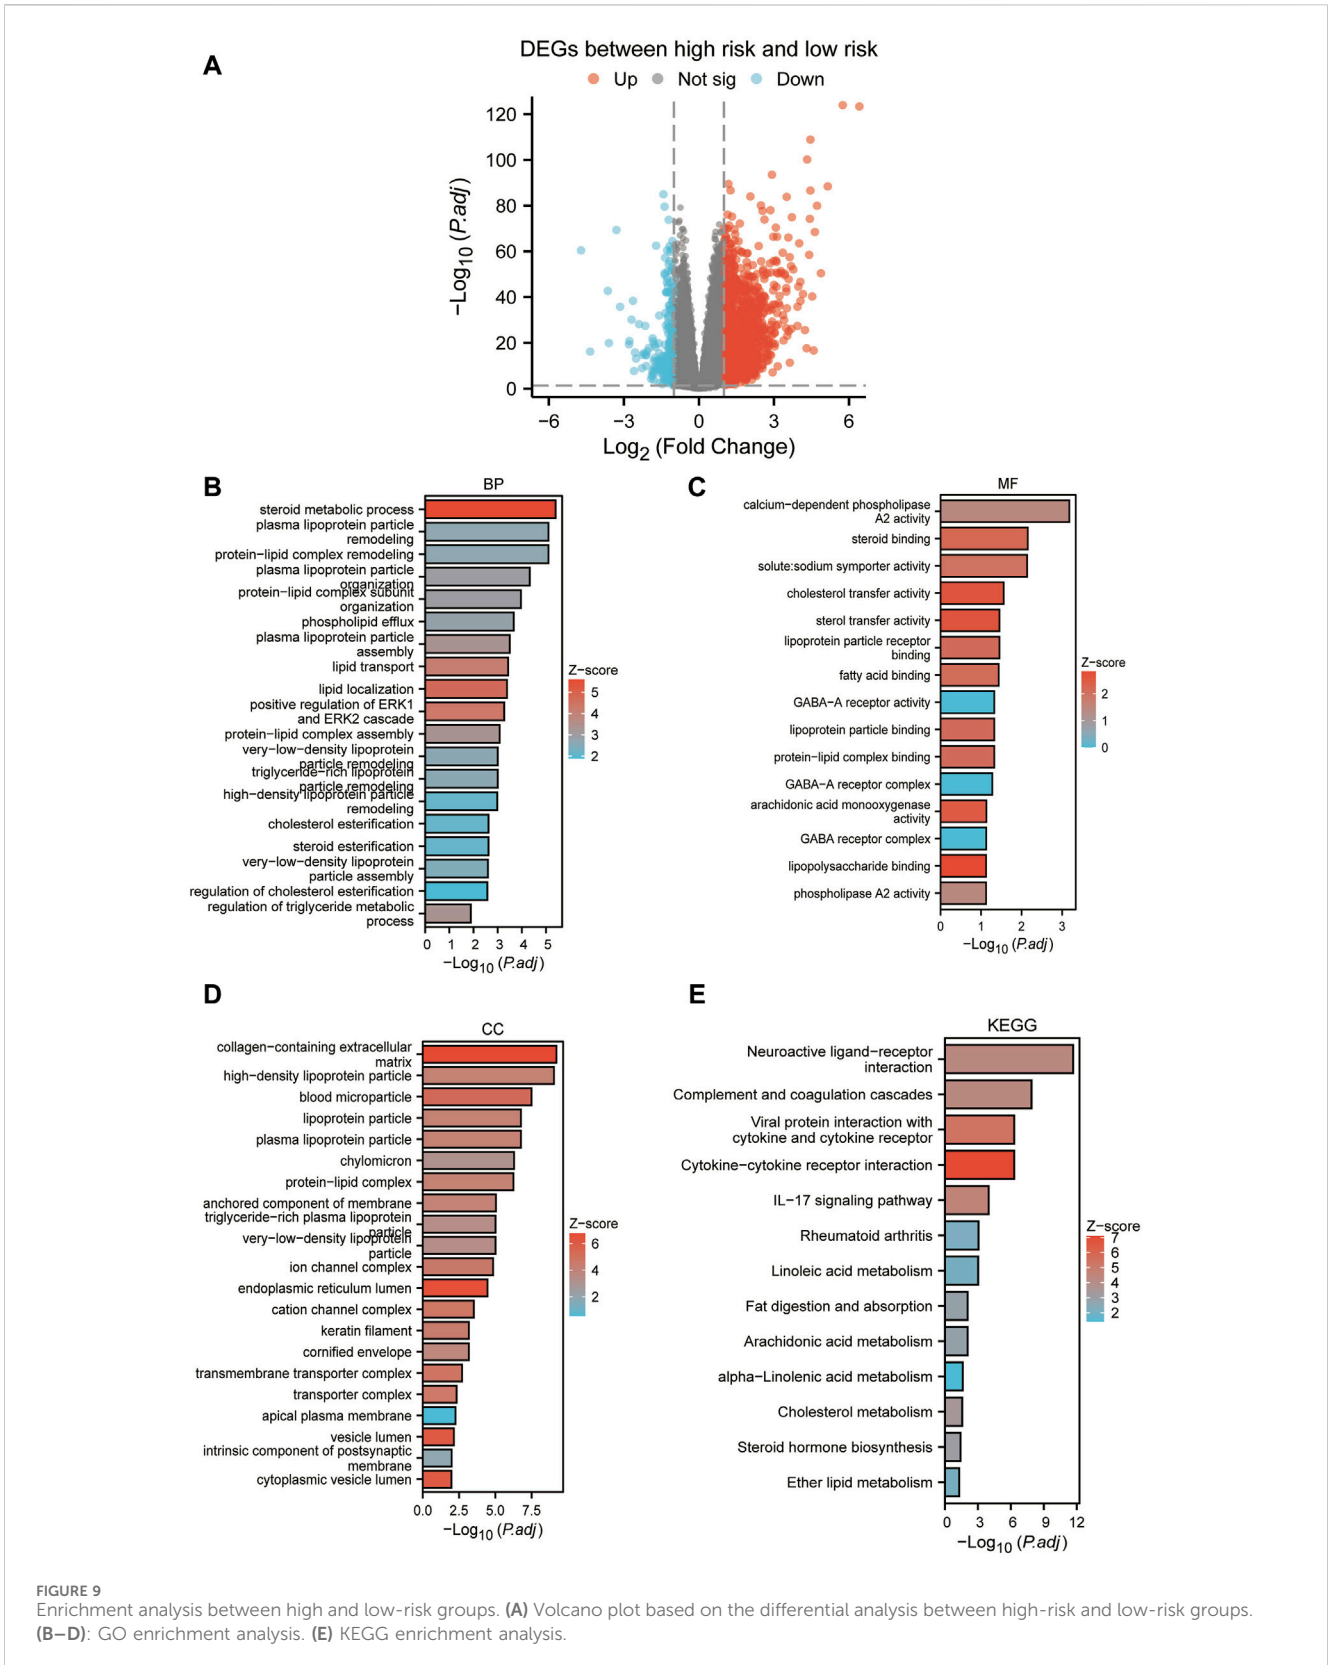 A
DEGs between high risk and low risk
Up Not sig Down
120
100
80
60
40
20
0
−Log10 (P.adj)
−6 −3 0 3 6
Log2 (Fold Change)
B
BP
steroid metabolic process
plasma lipoprotein particle
remodeling
protein−lipid complex remodeling
plasma lipoprotein particle
organization
protein−lipid complex subunit
organization
phospholipid efflux
plasma lipoprotein particle
assembly
lipid transport
lipid localization
positive regulation of ERK1
and ERK2 cascade
protein−lipid complex assembly
very−low−density lipoprotein
particle remodeling
triglyceride−rich lipoprotein
particle remodeling
high−density lipoprotein particle
remodeling
cholesterol esterification
steroid esterification
very−low−density lipoprotein
particle assembly
regulation of cholesterol esterification
regulation of triglyceride metabolic
process
0 1 2 3 4 5
−Log10 (P.adj)
Z−score
5
4
3
2
C
MF
calcium−dependent phospholipase
A2 activity
steroid binding
solute:sodium symporter activity
cholesterol transfer activity
sterol transfer activity
lipoprotein particle receptor
binding
fatty acid binding
GABA−A receptor activity
lipoprotein particle binding
protein−lipid complex binding
GABA−A receptor complex
arachidonic acid monooxygenase
activity
GABA receptor complex
lipopolysaccharide binding
phospholipase A2 activity
0 1 2 3
−Log10 (P.adj)
Z−score
2
1
0
D
CC
collagen−containing extracellular
matrix
high−density lipoprotein particle
blood microparticle
lipoprotein particle
plasma lipoprotein particle
chylomicron
protein−lipid complex
anchored component of membrane
triglyceride−rich plasma lipoprotein
particle
very−low−density lipoprotein
particle
ion channel complex
endoplasmic reticulum lumen
cation channel complex
keratin filament
cornified envelope
transmembrane transporter complex
transporter complex
apical plasma membrane
vesicle lumen
intrinsic component of postsynaptic
membrane
cytoplasmic vesicle lumen
0.0 2.5 5.0 7.5
−Log10 (P.adj)
Z−score
6
4
2
E
KEGG
Neuroactive ligand−receptor
interaction
Complement and coagulation cascades
Viral protein interaction with
cytokine and cytokine receptor
Cytokine−cytokine receptor interaction
IL−17 signaling pathway
Rheumatoid arthritis
Linoleic acid metabolism
Fat digestion and absorption
Arachidonic acid metabolism
alpha−Linolenic acid metabolism
Cholesterol metabolism
Steroid hormone biosynthesis
Ether lipid metabolism
0 3 6 9 12
−Log10 (P.adj)
Z−score
7
6
5
4
3
2
FIGURE 9
Enrichment analysis between high and low-risk groups. (A) Volcano plot based on the differential analysis between high-risk and low-risk groups.
(B–D): GO enrichment analysis. (E) KEGG enrichment analysis.